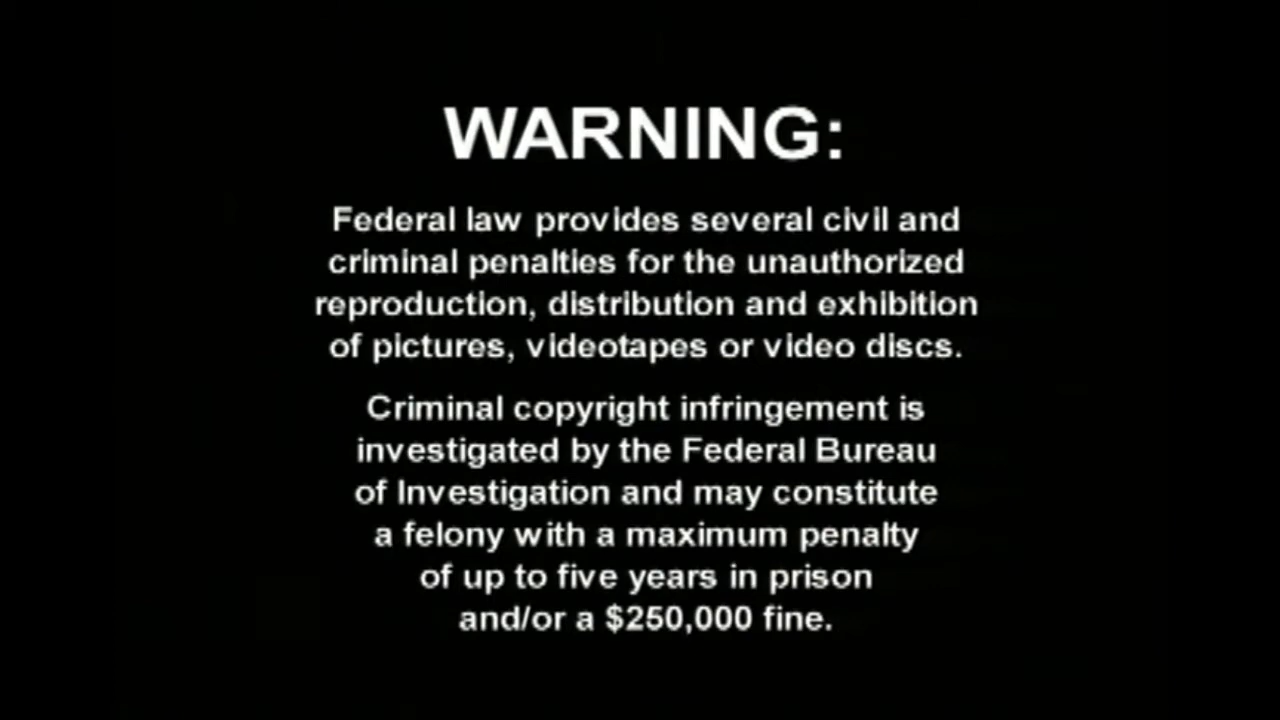 WARNING:
Federal law provides several civil and
criminal penalties for the unauthorized
reproduction, distribution and exhibition
of pictures, videotapes or video discs.
Criminal copyright infringement is
investigated by the Federal Bureau
of Investigation and may constitute
a felony with a maximum penalty
of up to five years in prison
and/or a $250,000 fine.